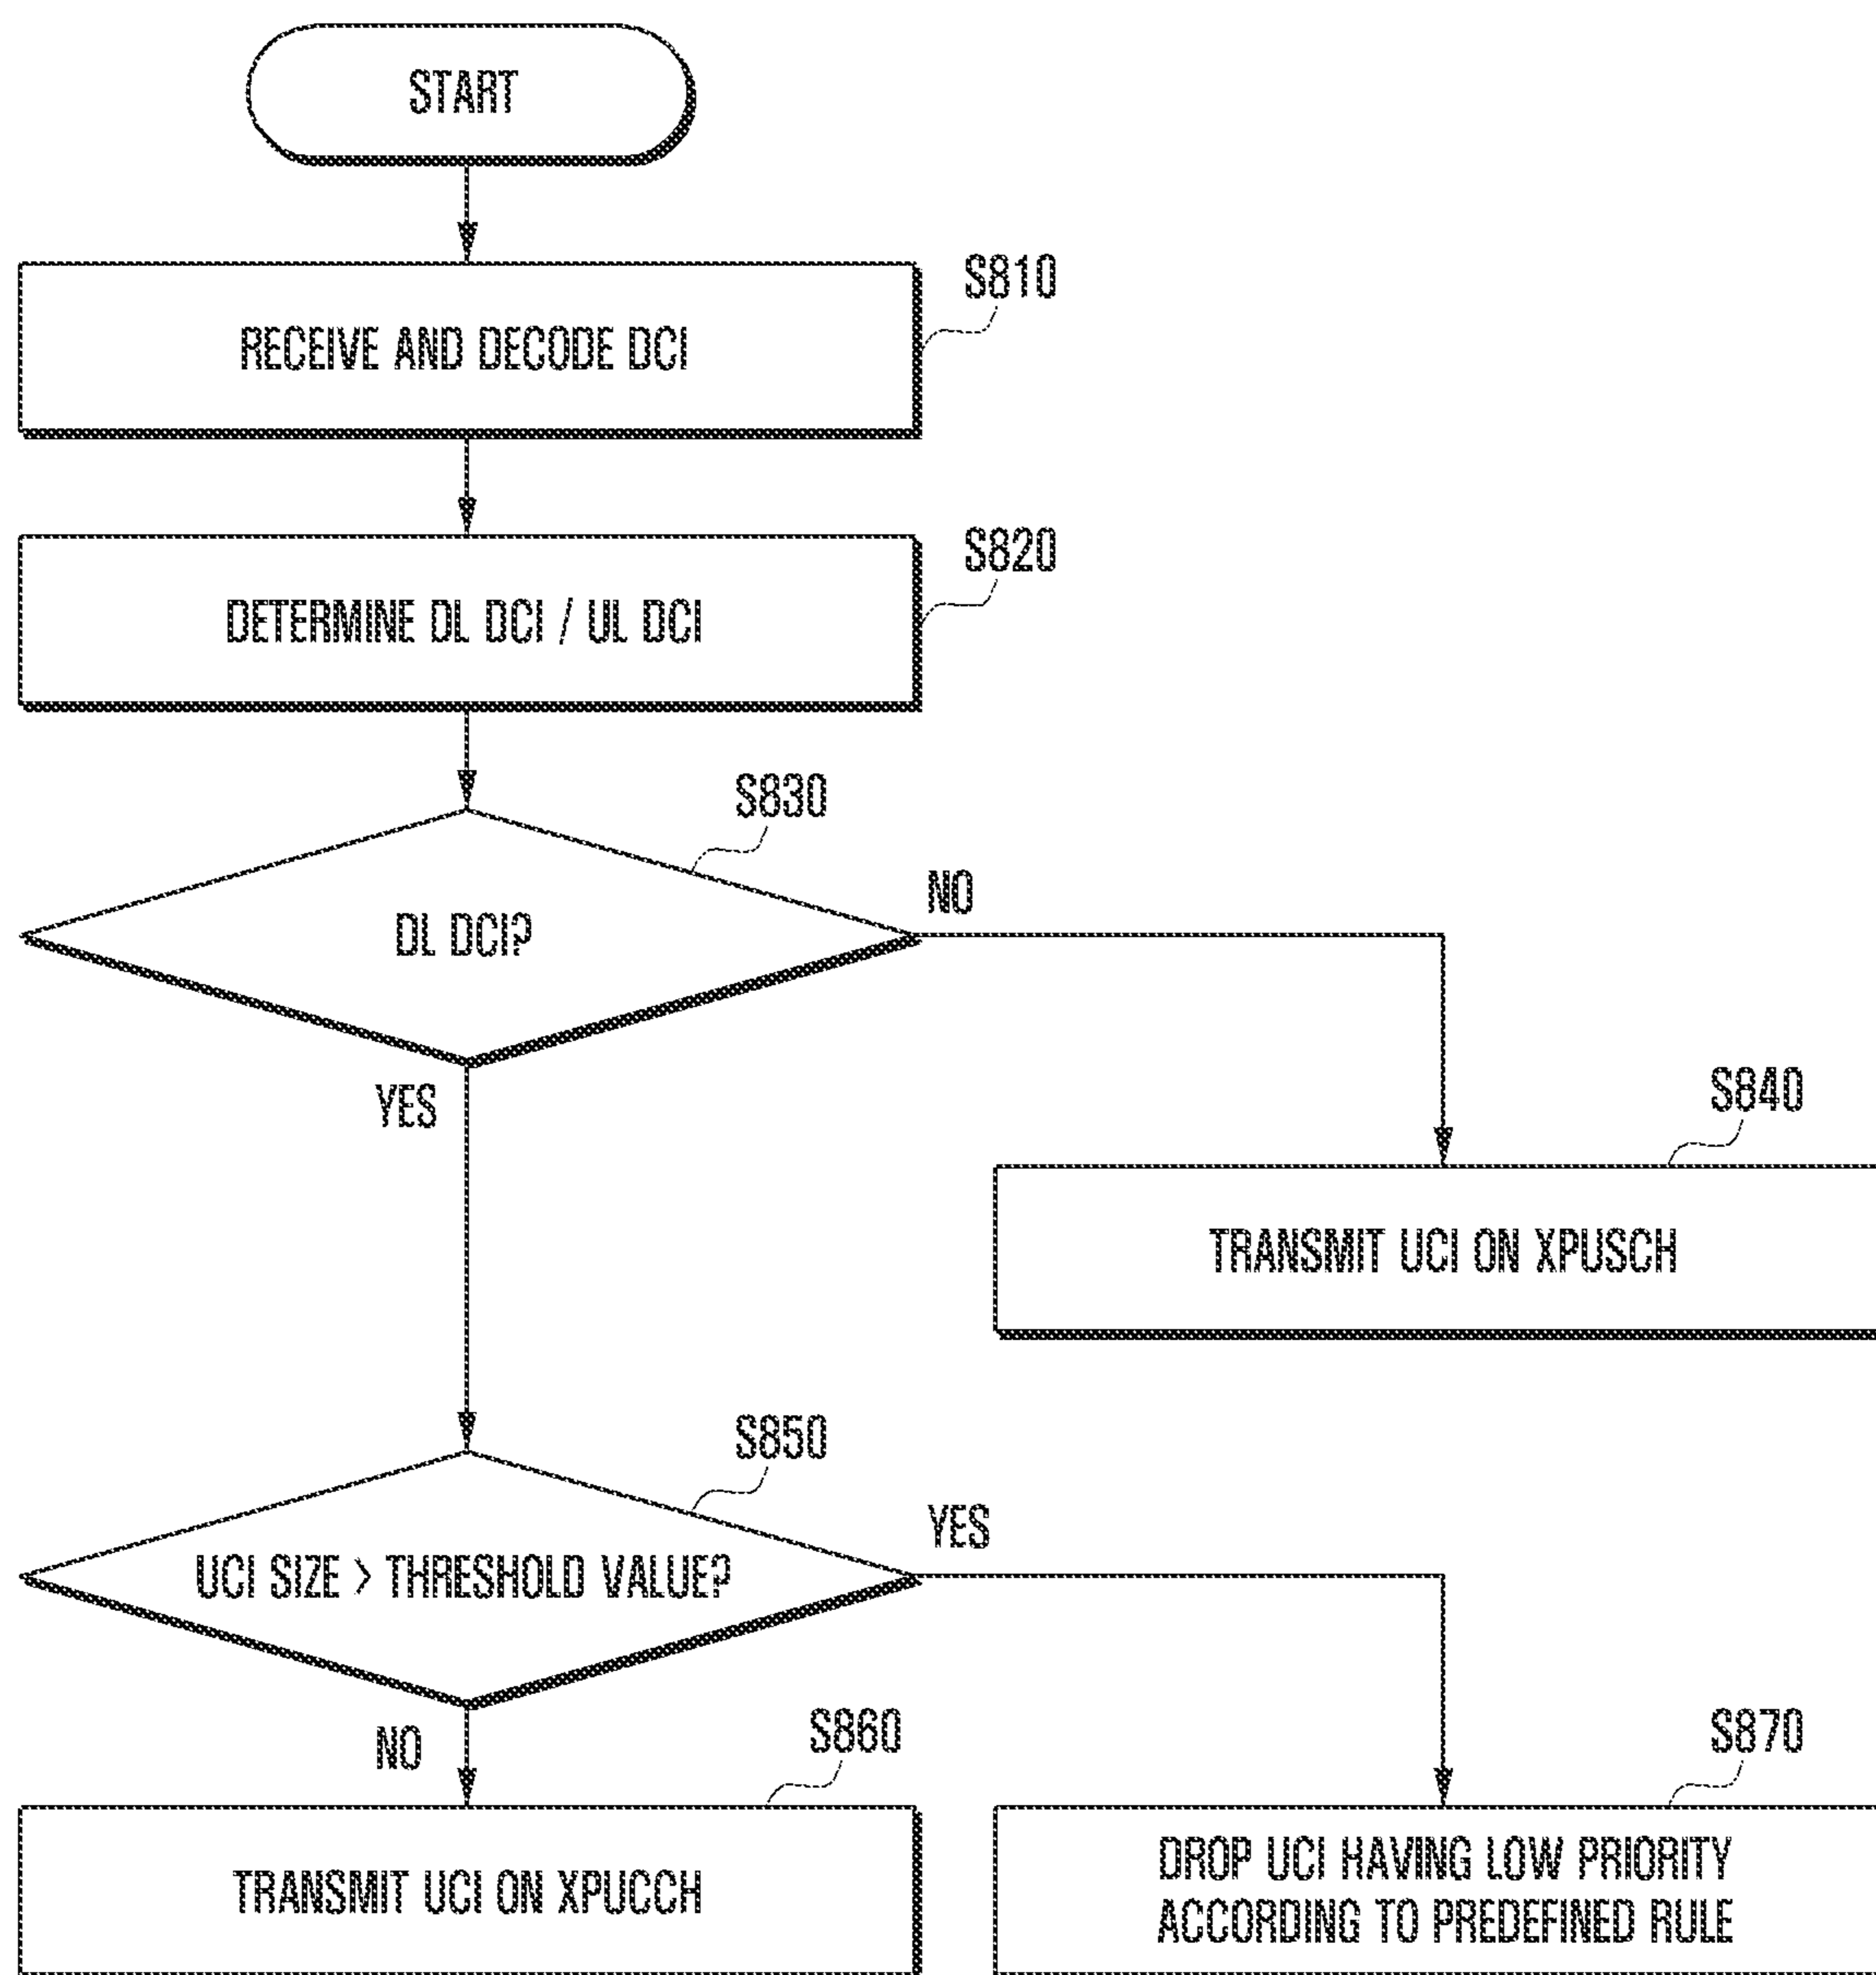 START
S810
RECEIVE AND DECODE DCI
S820
DETERMINE DL DCI / UL DCI
S830
NO
DL DCI?
YES
S840
TRANSMIT UCI ON XPUSCH
S850
YES
UCI SIZE > THRESHOLD VALUE?
NO
S860
S870
TRANSMIT UCI ON XPUCCH
DROP UCI HAVING LOW PRIORITY
ACCORDING TO PREDEFINED RULE